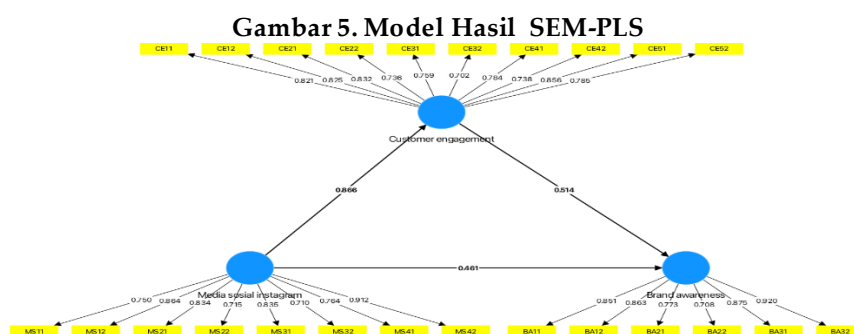 Gambar 5. Model Hasil SEM-PLS
CE11 CE12 CE21 CE22 CE31 CE32 CE41 CE42 CE51 CE52
0.821 0.825 0.832 0.736 0.759 0.702 0.784 0.738 0.856 0.785
Customer engagement
0.866 0.514
0.461
Media sosial instagram Brand awareness
0.750 0.864 0.834 0.715 0.835 0.710 0.764 0.912 0.851 0.863 0.773 0.708 0.875 0.920
MS11 MS12 MS21 MS22 MS31 MS32 MS41 MS42 BA11 BA12 BA21 BA22 BA31 BA32